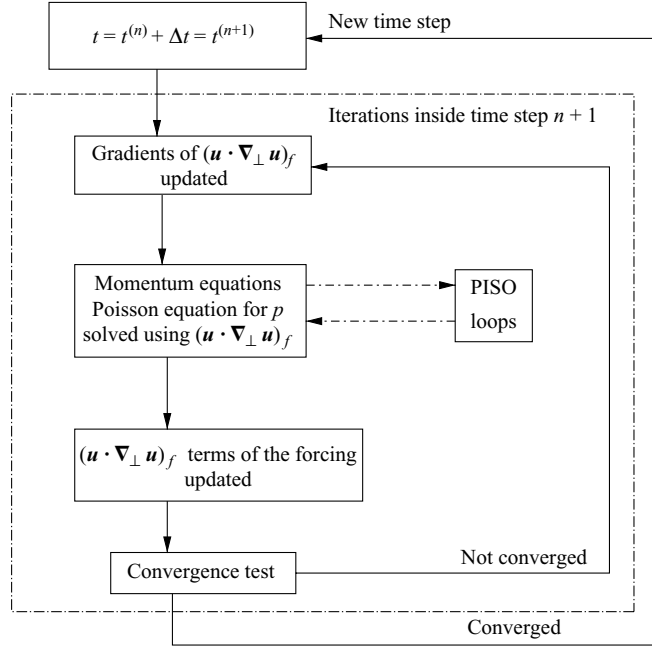 New time step
t = t^(n) + Δt = t^(n+1)
Iterations inside time step n + 1
Gradients of (u · ∇⊥ u)_f
updated
Momentum equations
Poisson equation for p
solved using (u · ∇⊥ u)_f
PISO
loops
(u · ∇⊥ u)_f terms of the forcing
updated
Not converged
Convergence test
Converged